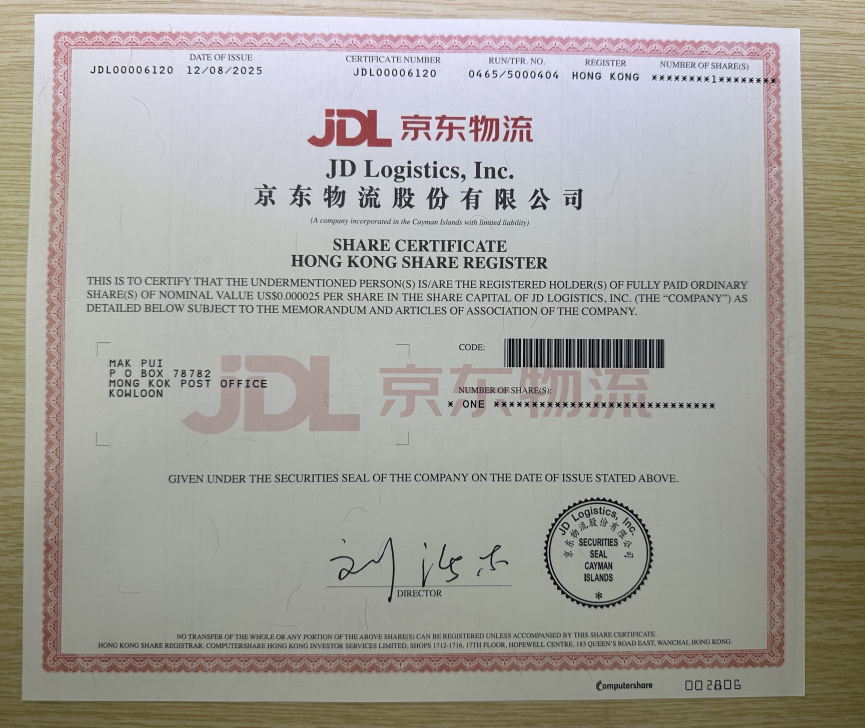 DATE OF ISSUE CERTIFICATE NUMBER RUN/TFR. NO. REGISTER NUMBER OF SHARE(S)
JDL00006120 12/08/2025 JDL00006120 0465/5000404 HONG KONG ********1********
JDL 京东物流
JD Logistics, Inc.
京东物流股份有限公司
(A company incorporated in the Cayman Islands with limited liability)
SHARE CERTIFICATE
HONG KONG SHARE REGISTER
THIS IS TO CERTIFY THAT THE UNDERMENTIONED PERSON(S) IS/ARE THE REGISTERED HOLDER(S) OF FULLY PAID ORDINARY
SHARE(S) OF NOMINAL VALUE US$0.000025 PER SHARE IN THE SHARE CAPITAL OF JD LOGISTICS, INC. (THE “COMPANY”) AS
DETAILED BELOW SUBJECT TO THE MEMORANDUM AND ARTICLES OF ASSOCIATION OF THE COMPANY.
CODE:
MAK PUI
P O BOX 78782
MONG KOK POST OFFICE
KOWLOON
JDL 京东物流
NUMBER OF SHARE(S):
* ONE ******************************
GIVEN UNDER THE SECURITIES SEAL OF THE COMPANY ON THE DATE OF ISSUE STATED ABOVE.
JD Logistics, Inc.
京东物流股份有限公司
SECURITIES
SEAL
CAYMAN
ISLANDS
*
DIRECTOR
NO TRANSFER OF THE WHOLE OR ANY PORTION OF THE ABOVE SHARE(S) CAN BE REGISTERED UNLESS ACCOMPANIED BY THIS SHARE CERTIFICATE.
HONG KONG SHARE REGISTRAR: COMPUTERSHARE HONG KONG INVESTOR SERVICES LIMITED, SHOPS 1712-1716, 17TH FLOOR, HOPEWELL CENTRE, 183 QUEEN'S ROAD EAST, WANCHAI, HONG KONG.
Computershare 002806